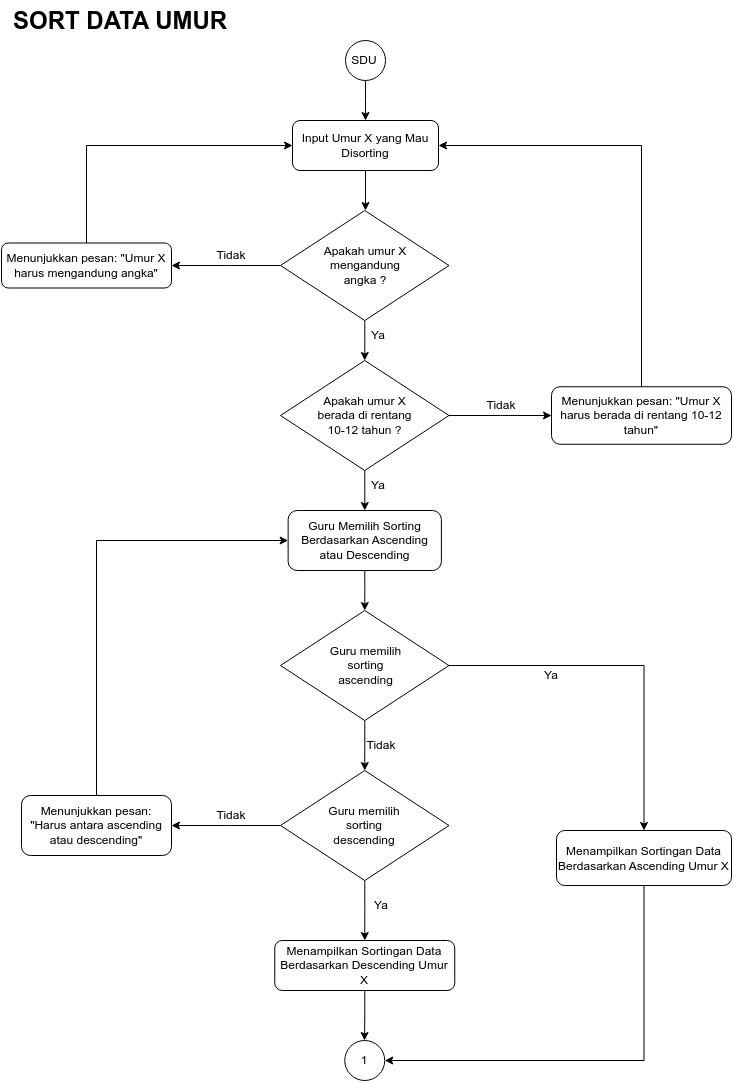 SORT DATA UMUR
SDU
Input Umur X yang Mau
Disorting
Apakah umur X
mengandung
angka ?
Tidak
Menunjukkan pesan: "Umur X
harus mengandung angka"
Ya
Apakah umur X
berada di rentang
10-12 tahun ?
Tidak
Menunjukkan pesan: "Umur X
harus berada di rentang 10-12
tahun"
Ya
Guru Memilih Sorting
Berdasarkan Ascending
atau Descending
Guru memilih
sorting
ascending
Ya
Tidak
Guru memilih
sorting
descending
Tidak
Menunjukkan pesan:
"Harus antara ascending
atau descending"
Menampilkan Sortingan Data
Berdasarkan Ascending Umur X
Ya
Menampilkan Sortingan Data
Berdasarkan Descending Umur
X
1